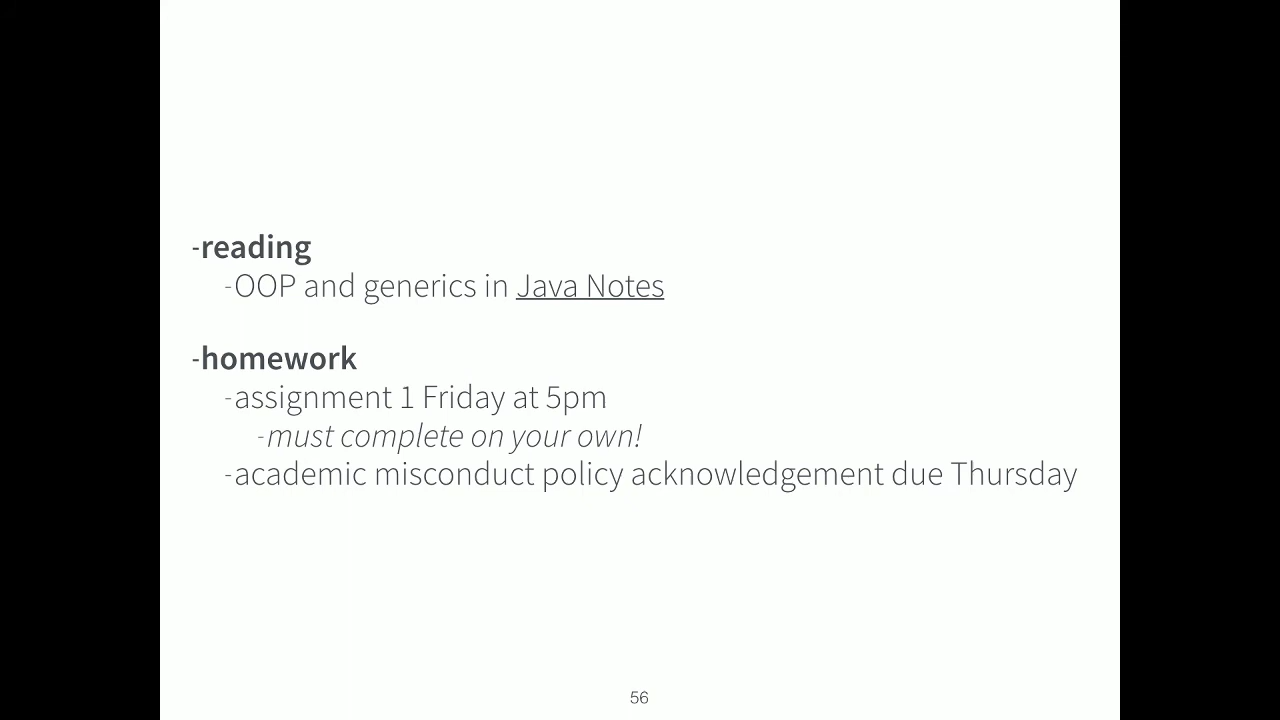 -reading
-OOP and generics in Java Notes
-homework
-assignment 1 Friday at 5pm
-must complete on your own!
-academic misconduct policy acknowledgement due Thursday
56